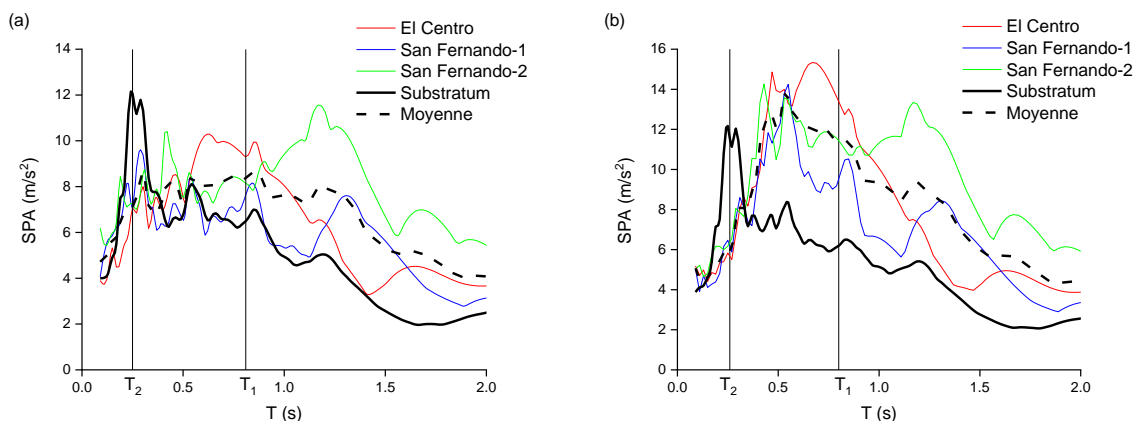 (a)
El Centro
San Fernando-1
San Fernando-2
Substratum
Moyenne
14
12
10
8
6
4
2
0
SPA (m/s²)
0.0
T₂
0.5
T₁
1.0
1.5
2.0
T (s)
(b)
El Centro
San Fernando-1
San Fernando-2
Substratum
Moyenne
16
14
12
10
8
6
4
2
0
SPA (m/s²)
0.0
T₂
0.5
T₁
1.0
1.5
2.0
T (s)